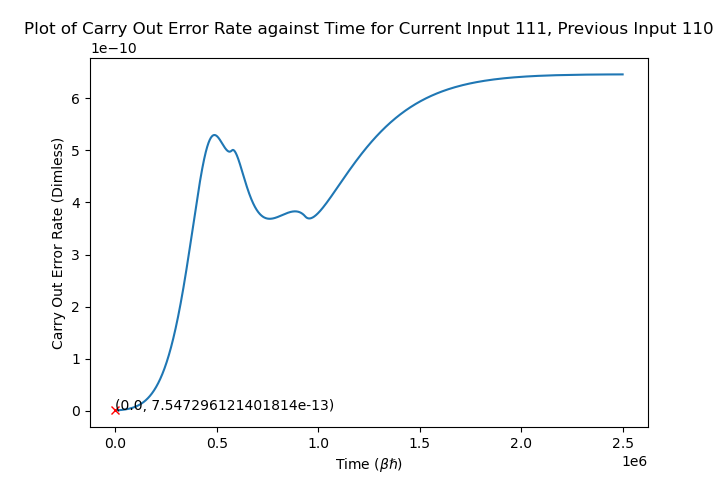 Plot of Carry Out Error Rate against Time for Current Input 111, Previous Input 110
1e−10
6
5
4
3
2
1
0
Carry Out Error Rate (Dimless)
(0.0, 7.547296121401814e-13)
0.0 0.5 1.0 1.5 2.0 2.5
1e6
Time (βℏ)